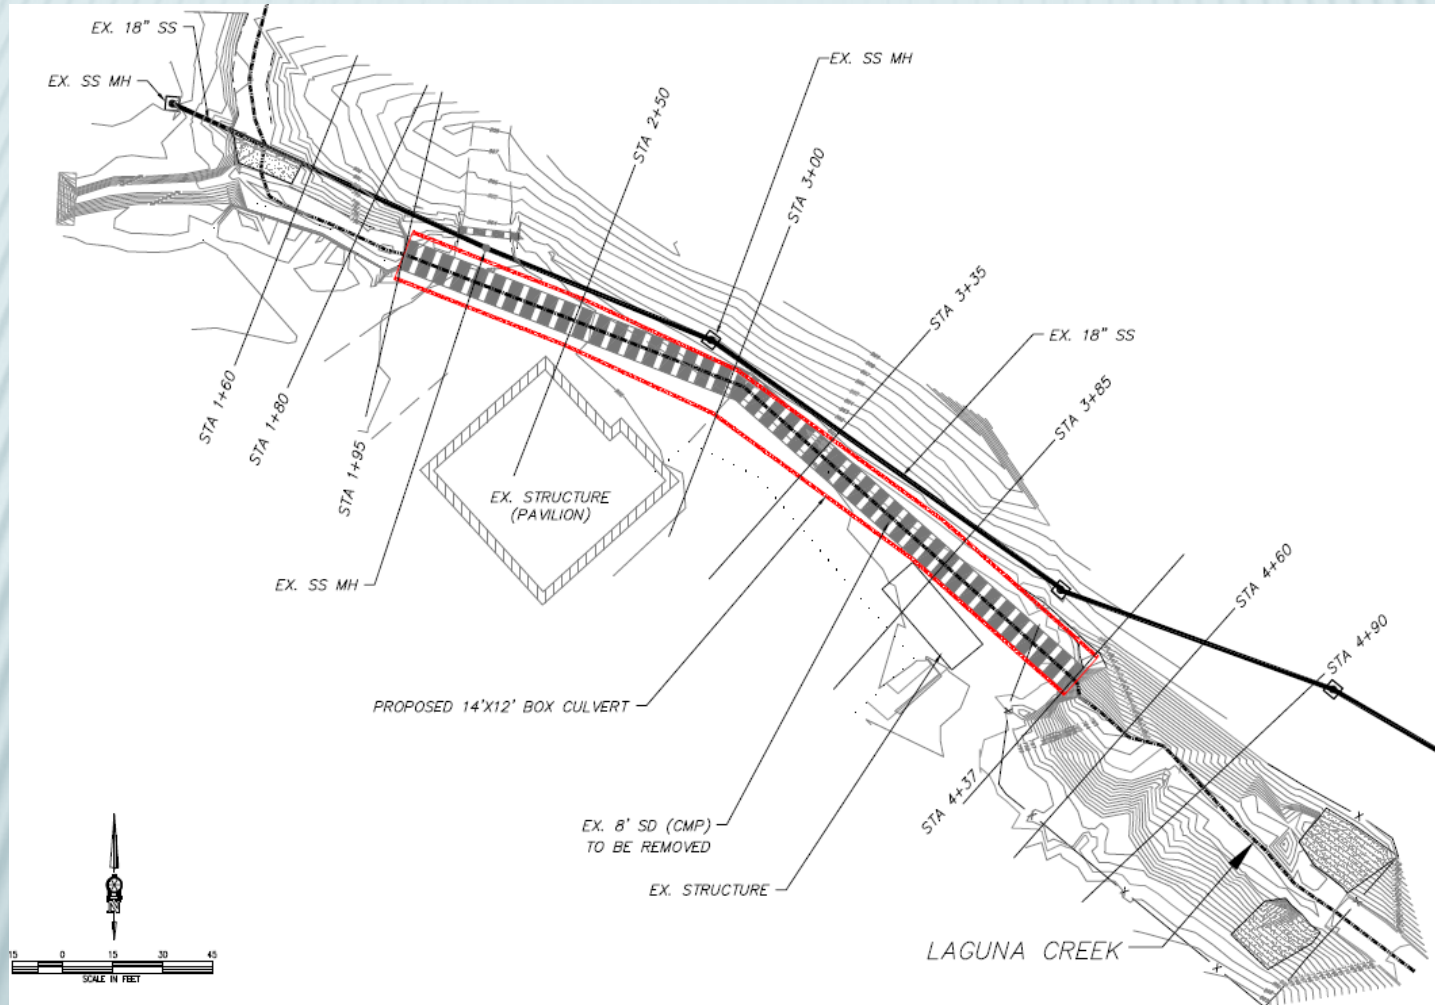 EX. 18" SS
EX. SS MH
EX. SS MH
STA 2+50
STA 3+00
STA 3+35
EX. 18" SS
STA 3+85
STA 1+60
STA 1+80
STA 1+95
EX. STRUCTURE
(PAVILION)
EX. SS MH
STA 4+60
STA 4+90
PROPOSED 14'X12' BOX CULVERT
STA 4+37
EX. 8' SD (CMP)
TO BE REMOVED
EX. STRUCTURE
LAGUNA CREEK
N
15 0 15 30 45
SCALE IN FEET